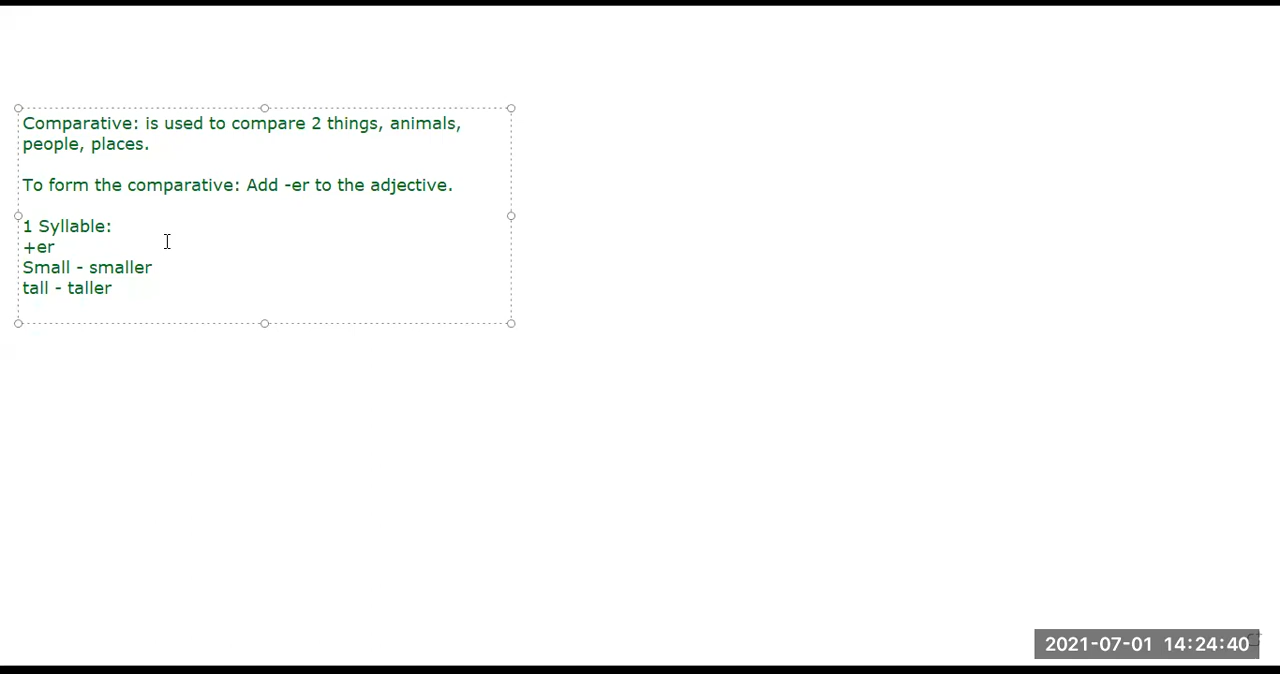 Comparative: is used to compare 2 things, animals,
people, places.
To form the comparative: Add -er to the adjective.
1 Syllable:
+er
Small - smaller
tall - taller
2021-07-01 14:24:40